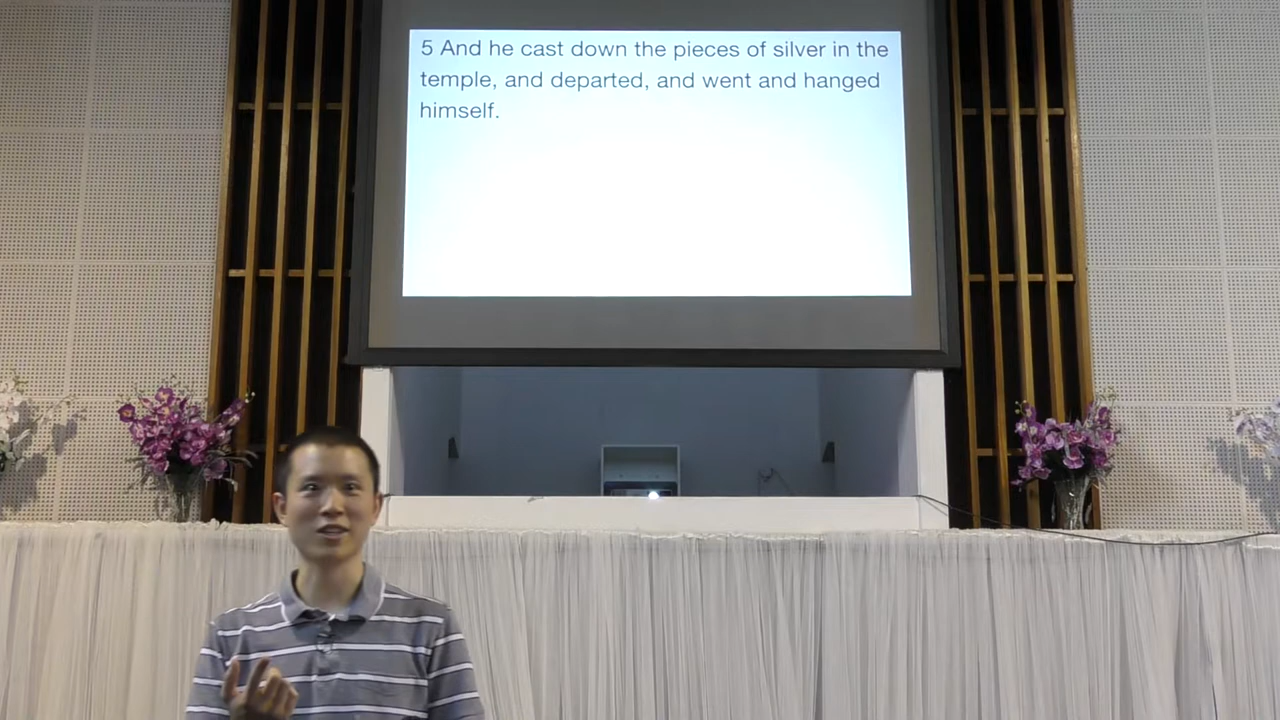 5 And he cast down the pieces of silver in the
temple, and departed, and went and hanged
himself.